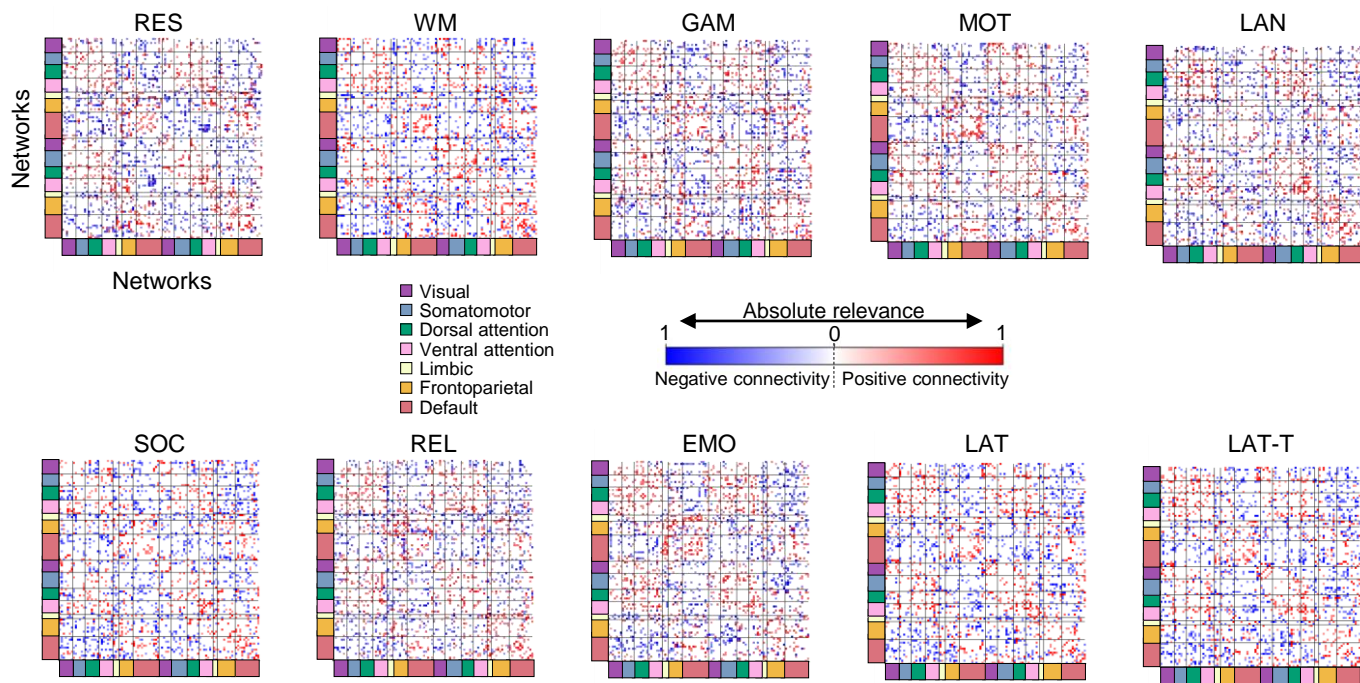 RES
WM
GAM
MOT
LAN
Networks
Networks
Visual
Somatomotor
Dorsal attention
Ventral attention
Limbic
Frontoparietal
Default
Absolute relevance
1
0
1
Negative connectivity
Positive connectivity
SOC
REL
EMO
LAT
LAT-T